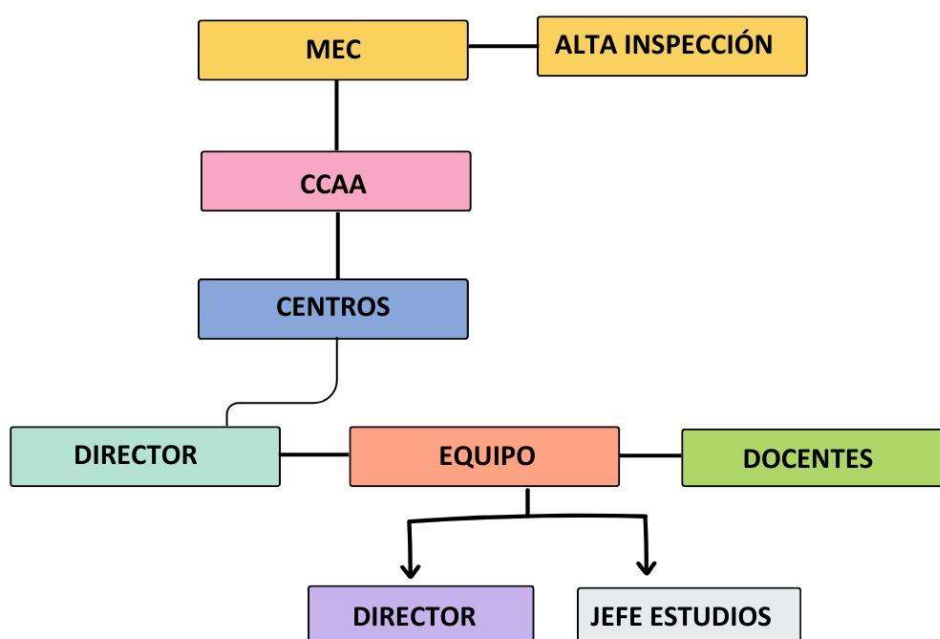 MEC
ALTA INSPECCIÓN
CCAA
CENTROS
DIRECTOR
EQUIPO
DOCENTES
DIRECTOR
JEFE ESTUDIOS